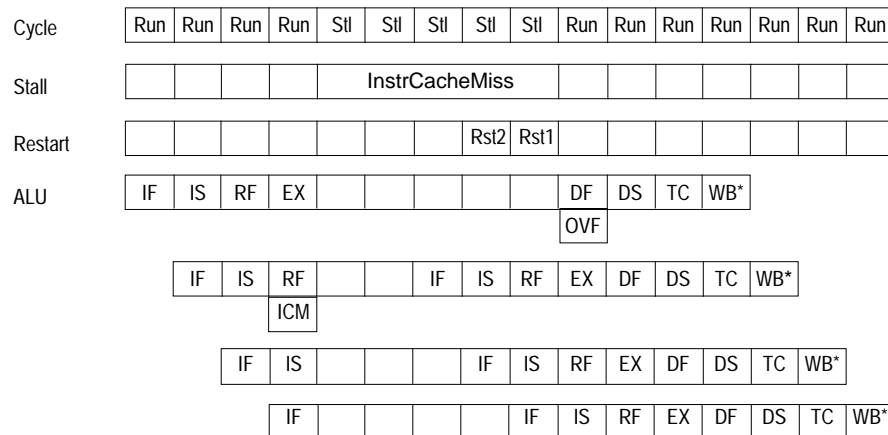 Cycle Run Run Run Run Stl Stl Stl Stl Stl Run Run Run Run Run Run Run
Stall InstrCacheMiss
Restart Rst2 Rst1
ALU IF IS RF EX DF DS TC WB*
OVF
IF IS RF IF IS RF EX DF DS TC WB*
ICM
IF IS IF IS RF EX DF DS TC WB*
IF IF IS RF EX DF DS TC WB*